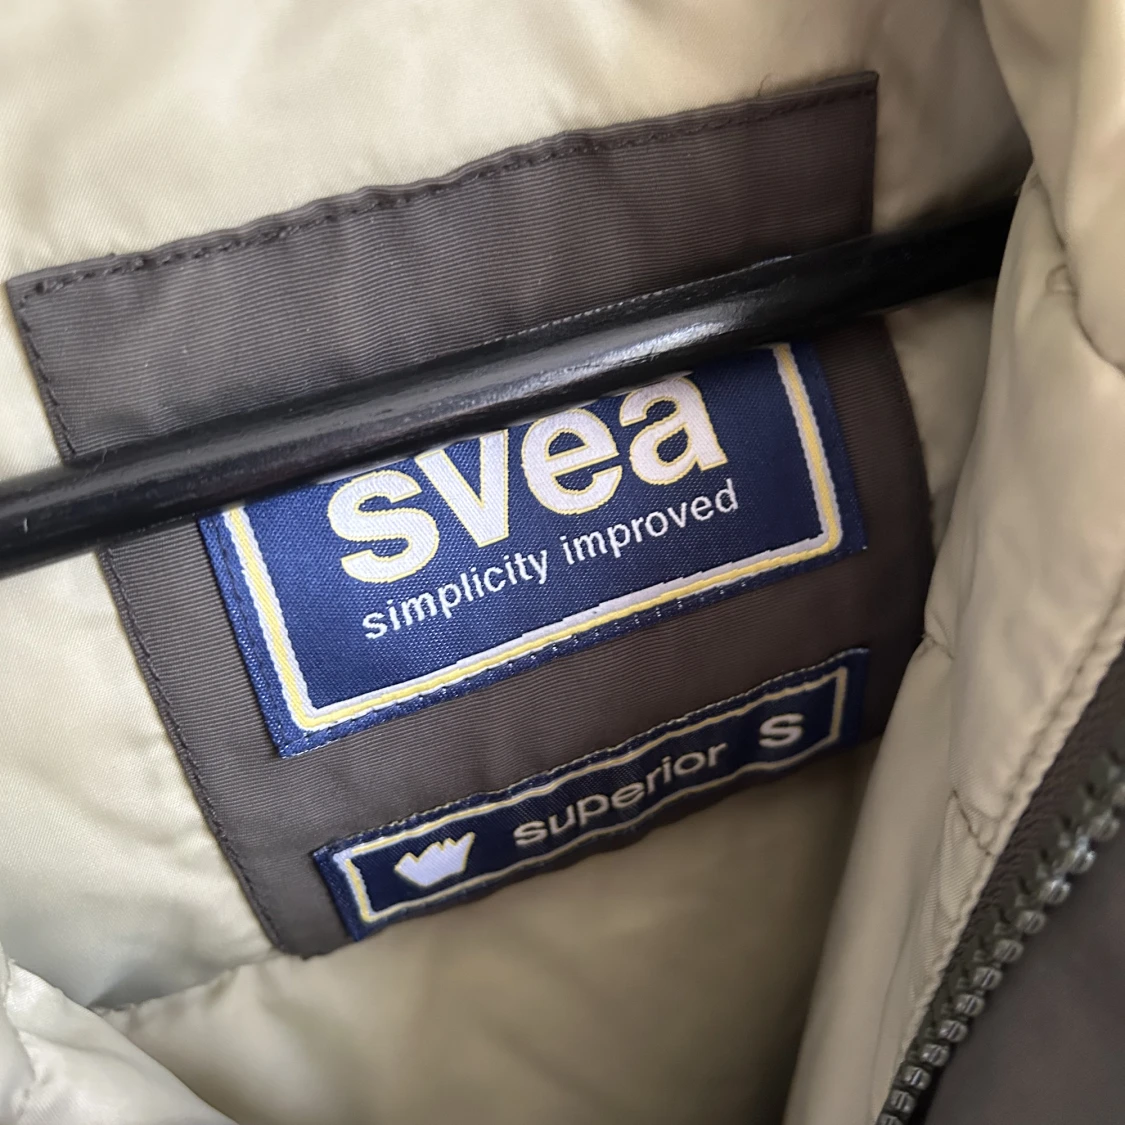 svea
simplicity improved
superior S